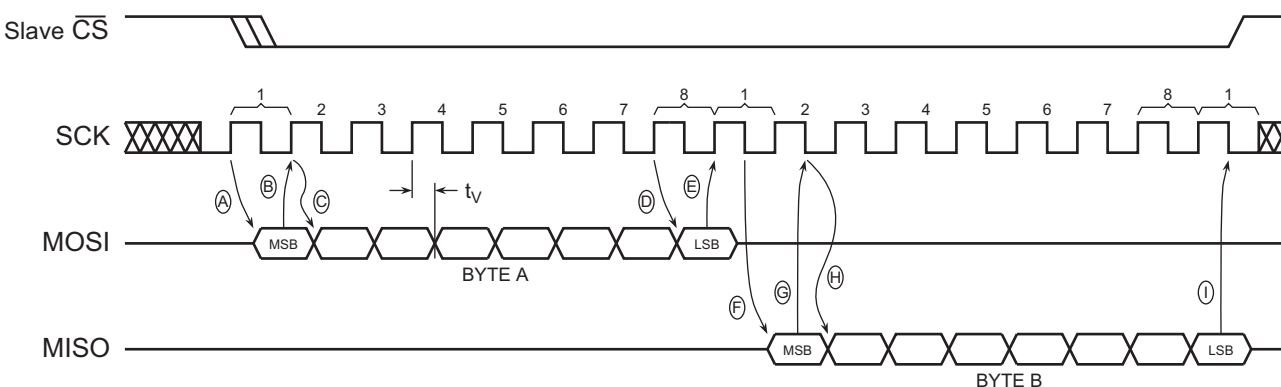 Slave CS
1 8 1 8 1
2 3 4 5 6 7 2 3 4 5 6 7
SCK
B C E
A tV D
MOSI MSB LSB
BYTE A
F G H I
MISO MSB LSB
BYTE B